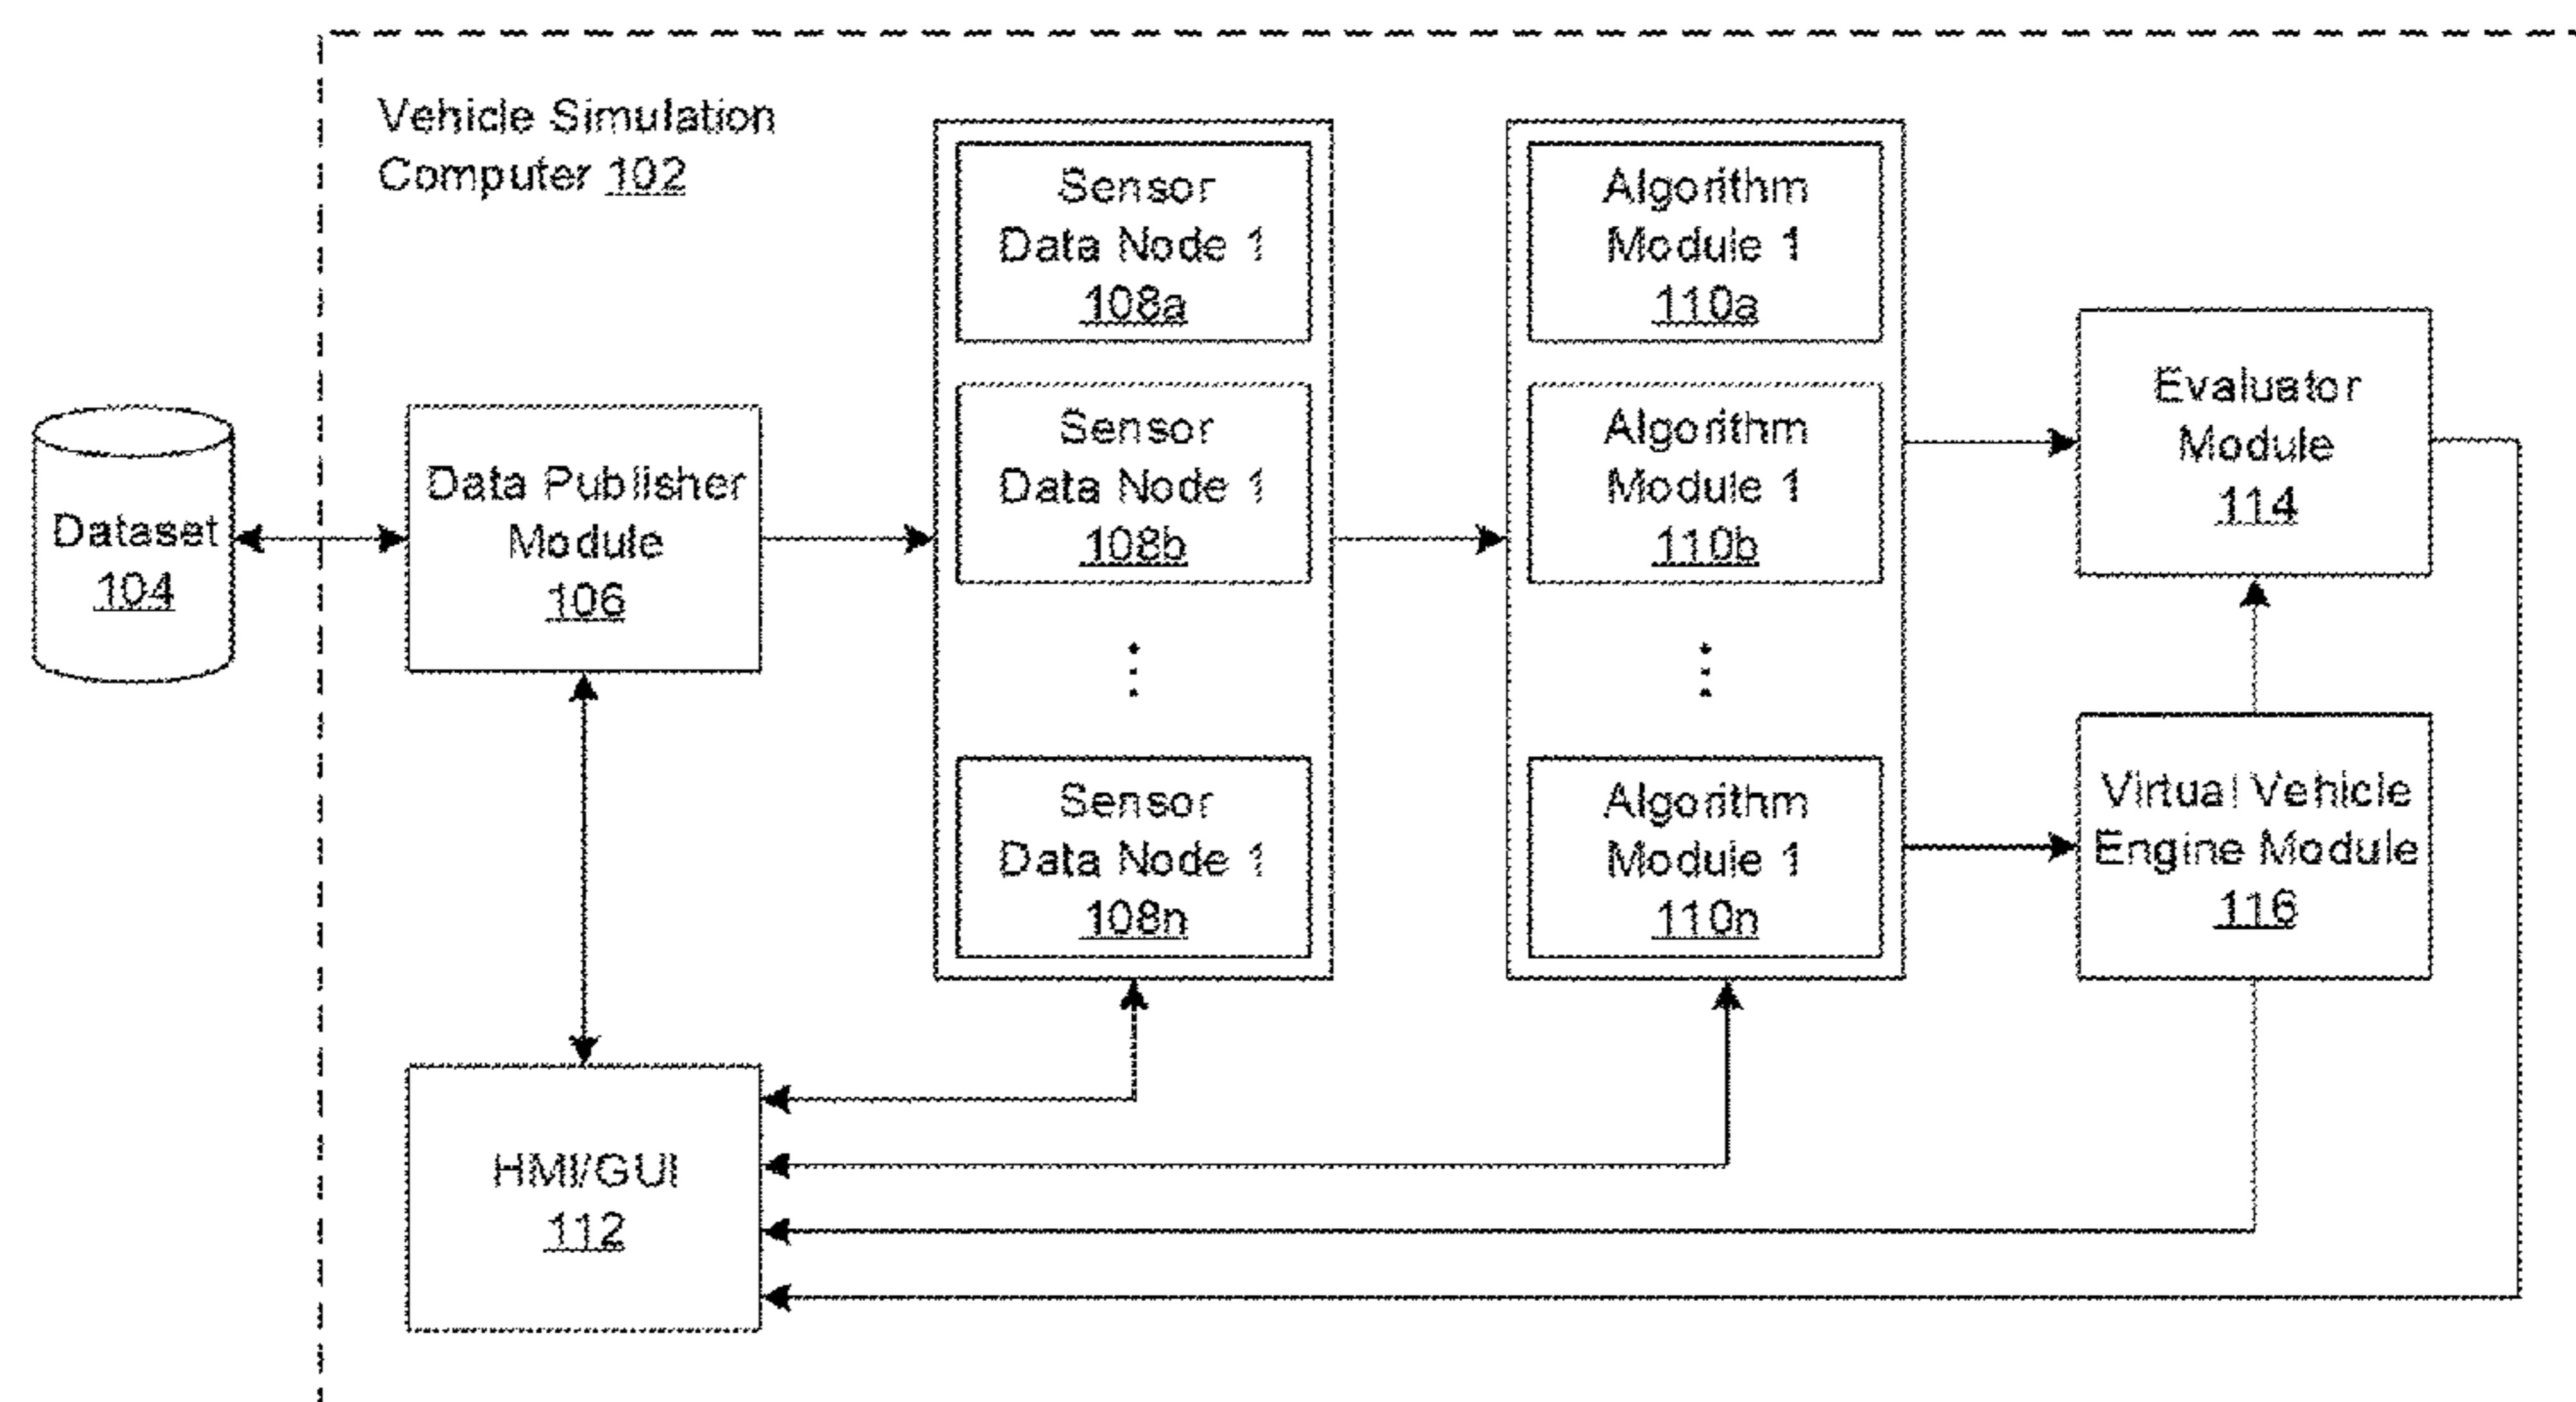 Vehicle Simulation
Computer 102
Dataset
104
Data Publisher
Module
106
Sensor
Data Node 1
108a
Sensor
Data Node 1
108b
Sensor
Data Node 1
108n
Algorithm
Module 1
110a
Algorithm
Module 1
110b
Algorithm
Module 1
110n
Evaluator
Module
114
Virtual Vehicle
Engine Module
116
HMI/GUI
112